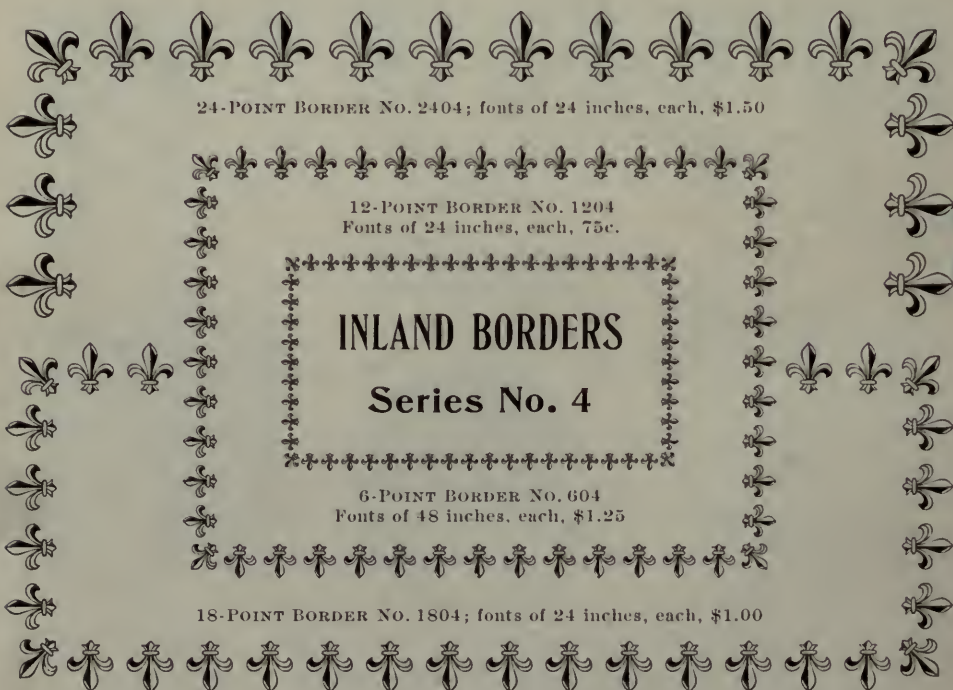 24-Point Border No. 2404; fonts of 24 inches, each, $1.50
12-Point Border No. 1204
Fonts of 24 inches, each, 75c.
INLAND BORDERS
Series No. 4
6-Point Border No. 604
Fonts of 48 inches, each, $1.25
18-Point Border No. 1804; fonts of 24 inches, each, $1.00